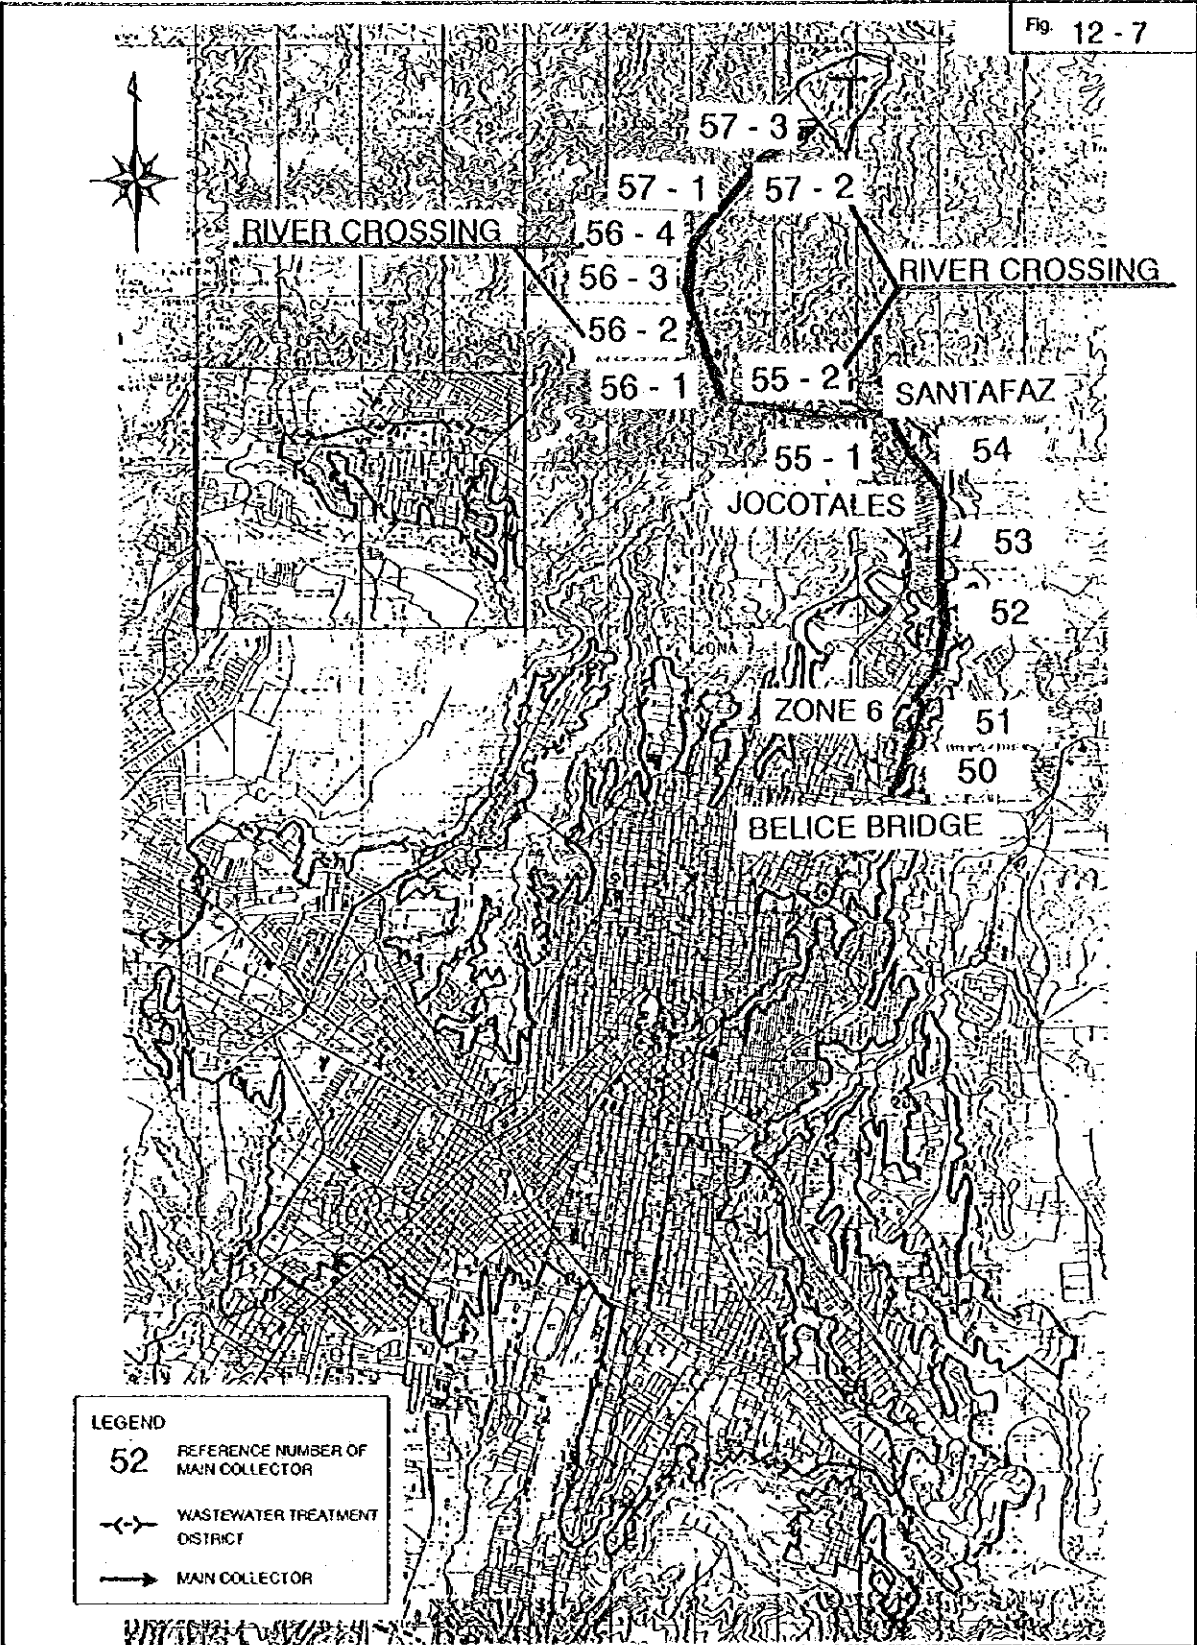 Fig. 12 - 7
57 - 3
57 - 1
57 - 2
RIVER CROSSING
56 - 4
56 - 3
RIVER CROSSING
56 - 2
56 - 1
55 - 2
SANTAFAZ
55 - 1
54
JOCOTALES
53
52
ZONE 6
51
50
BELICE BRIDGE
LEGEND
52 REFERENCE NUMBER OF
MAIN COLLECTOR
WASTEWATER TREATMENT
DISTRICT
MAIN COLLECTOR